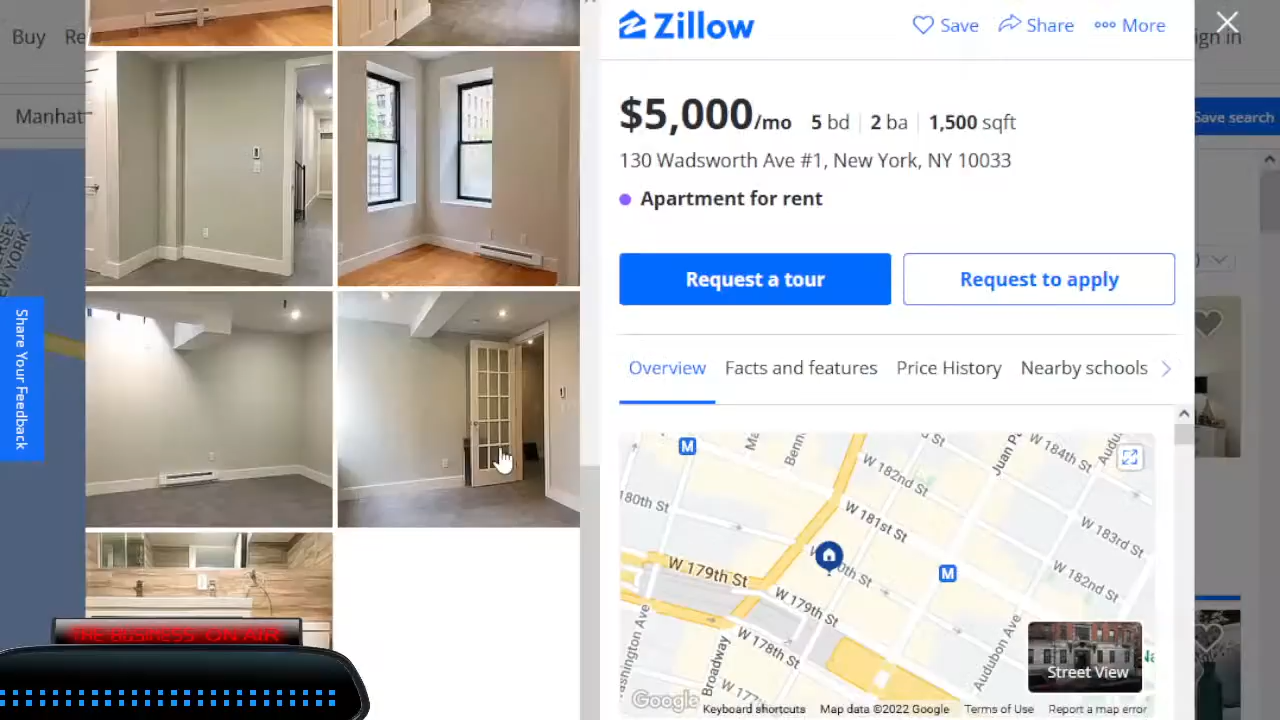 Buy
Manhat
JERSEY
NEW YORK
Share Your Feedback
THE BUSINESS ON AIR
Zillow
Save
Share
More
ign in
Save search
$5,000/mo 5 bd 2 ba 1,500 sqft
130 Wadsworth Ave #1, New York, NY 10033
Apartment for rent
Request a tour
Request to apply
Overview
Facts and features
Price History
Nearby schools
M
W 182nd St
W 184th St
180th St
W 181st St
W 183rd St
W 179th St
M
W 182nd St
W 179th St
W 178th St
Broadway
Audubon Ave
Street View
Google
Keyboard shortcuts
Map data ©2022 Google
Terms of Use
Report a map error